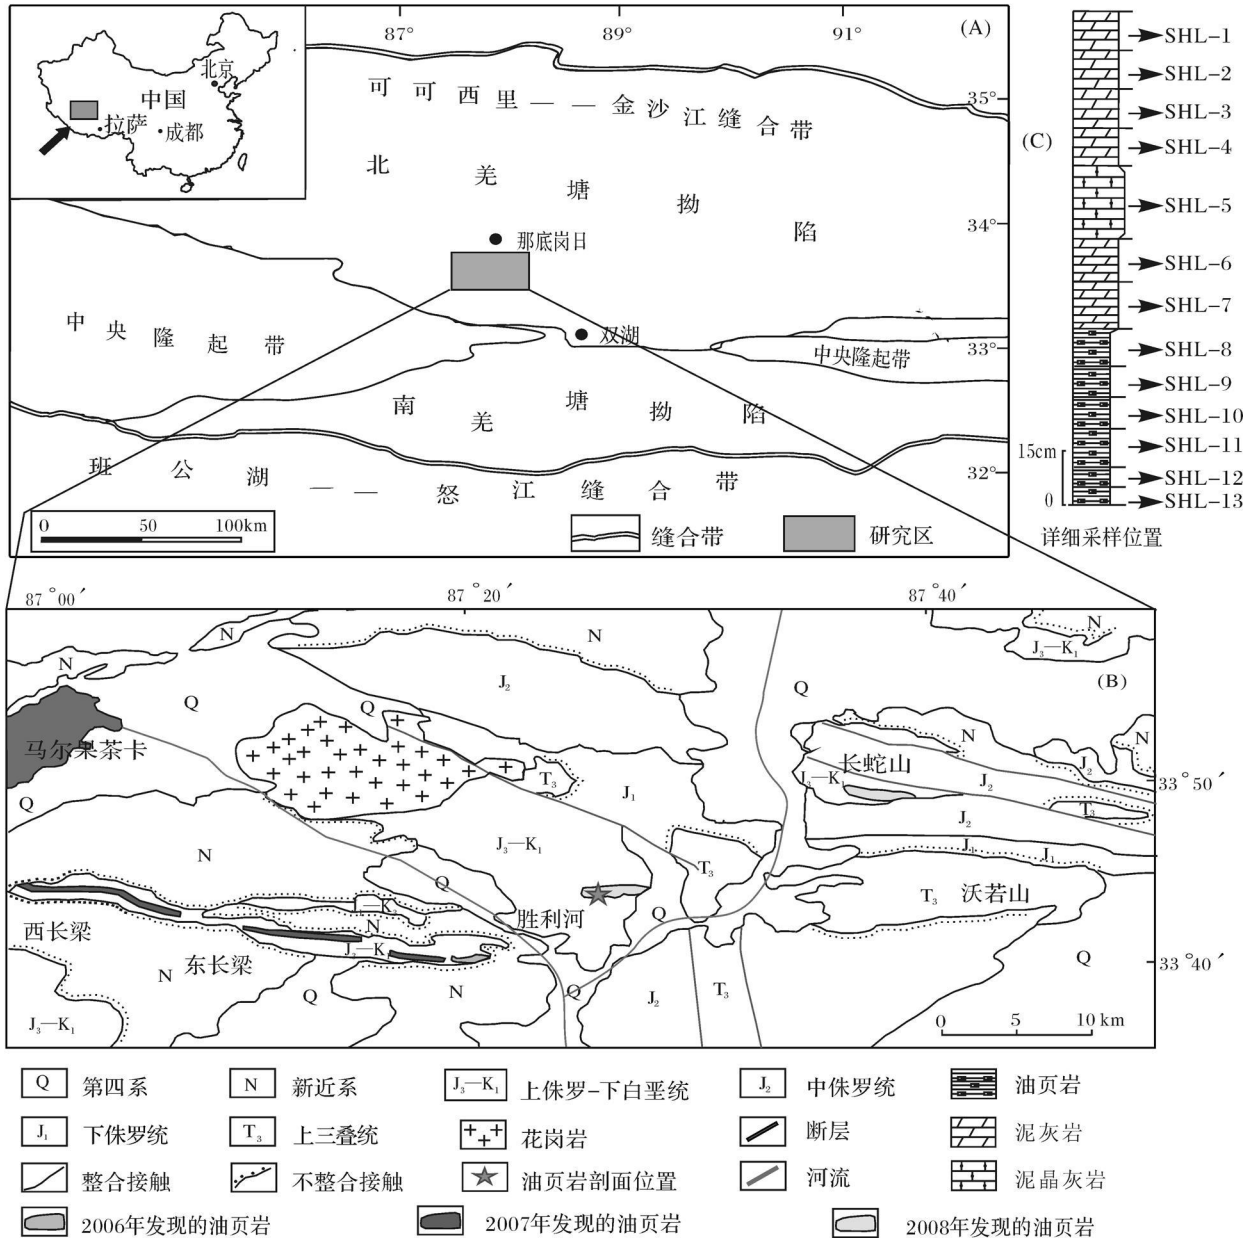 87° 89° 91° (A)
北京
中国
拉萨 成都
可可西里——金沙江缝合带
35°
北羌塘拗陷
34°
那底岗日
中央隆起带
双湖
33°
中央隆起带
南羌塘拗陷
32°
班公湖——怒江缝合带
0 50 100km
缝合带 研究区
(C)
SHL-1
SHL-2
SHL-3
SHL-4
SHL-5
SHL-6
SHL-7
SHL-8
SHL-9
SHL-10
SHL-11
SHL-12
SHL-13
15cm
0
详细采样位置
87°00′ 87°20′ 87°40′
N N N
J₃—K₁
N J₂ (B)
Q Q Q
N N
马尔果茶卡 长蛇山 J₂
T₃ J₁ J₃—K₁ J₂ 33°50′
Q T₃
J₂
J₃—K₁ J₁ J₁
N T₃
Q T₃ 沃若山
—K₁ Q
胜利河
N
西长梁
J₃—K₁ Q
东长梁 33°40′
N Q N Q J₂ T₃
J₃—K₁
0 5 10 km
Q 第四系 N 新近系 J₃—K₁ 上侏罗-下白垩统 J₂ 中侏罗统 油页岩
J₁ 下侏罗统 T₃ 上三叠统 花岗岩 断层 泥灰岩
整合接触 不整合接触 油页岩剖面位置 河流 泥晶灰岩
2006年发现的油页岩 2007年发现的油页岩 2008年发现的油页岩